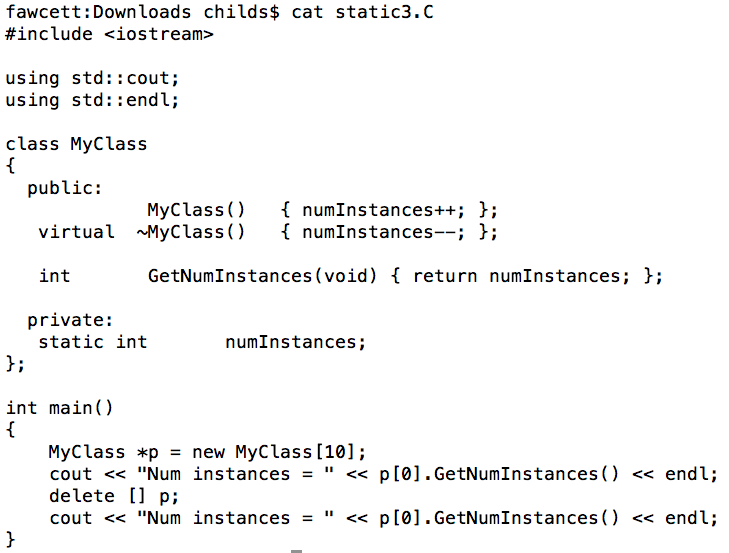 fawcett:Downloads childs$ cat static3.C
#include <iostream>
using std::cout;
using std::endl;
class MyClass
{
public:
MyClass() { numInstances++; };
virtual ~MyClass() { numInstances--; };
int GetNumInstances(void) { return numInstances; };
private:
static int numInstances;
};
int main()
{
MyClass *p = new MyClass[10];
cout << "Num instances = " << p[0].GetNumInstances() << endl;
delete [] p;
cout << "Num instances = " << p[0].GetNumInstances() << endl;
}